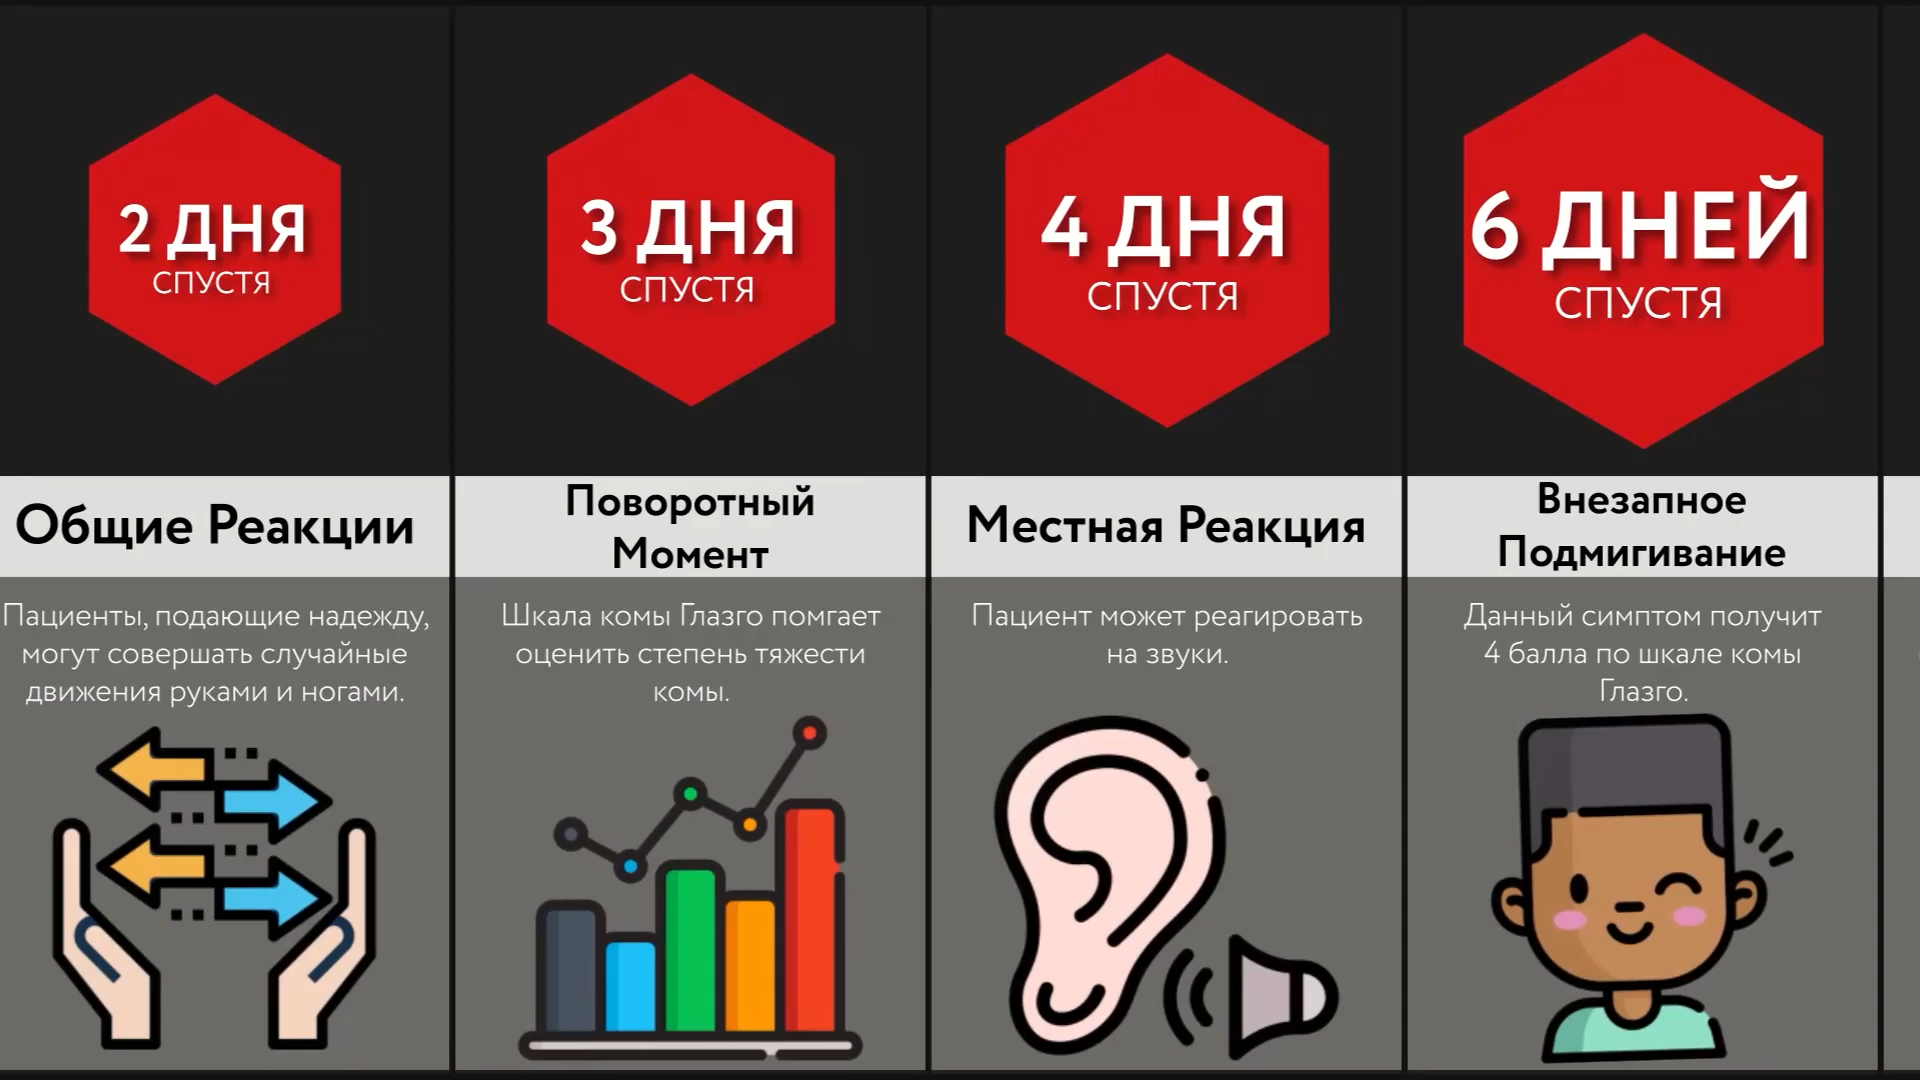 2 ДНЯ
СПУСТЯ
Общие Реакции
Пациенты, подающие надежду,
могут совершать случайные
движения руками и ногами.
3 ДНЯ
СПУСТЯ
Поворотный
Момент
Шкала комы Глазго помгает
оценить степень тяжести
комы.
4 ДНЯ
СПУСТЯ
Местная Реакция
Пациент может реагировать
на звуки.
6 ДНЕЙ
СПУСТЯ
Внезапное
Подмигивание
Данный симптом получит
4 балла по шкале комы
Глазго.